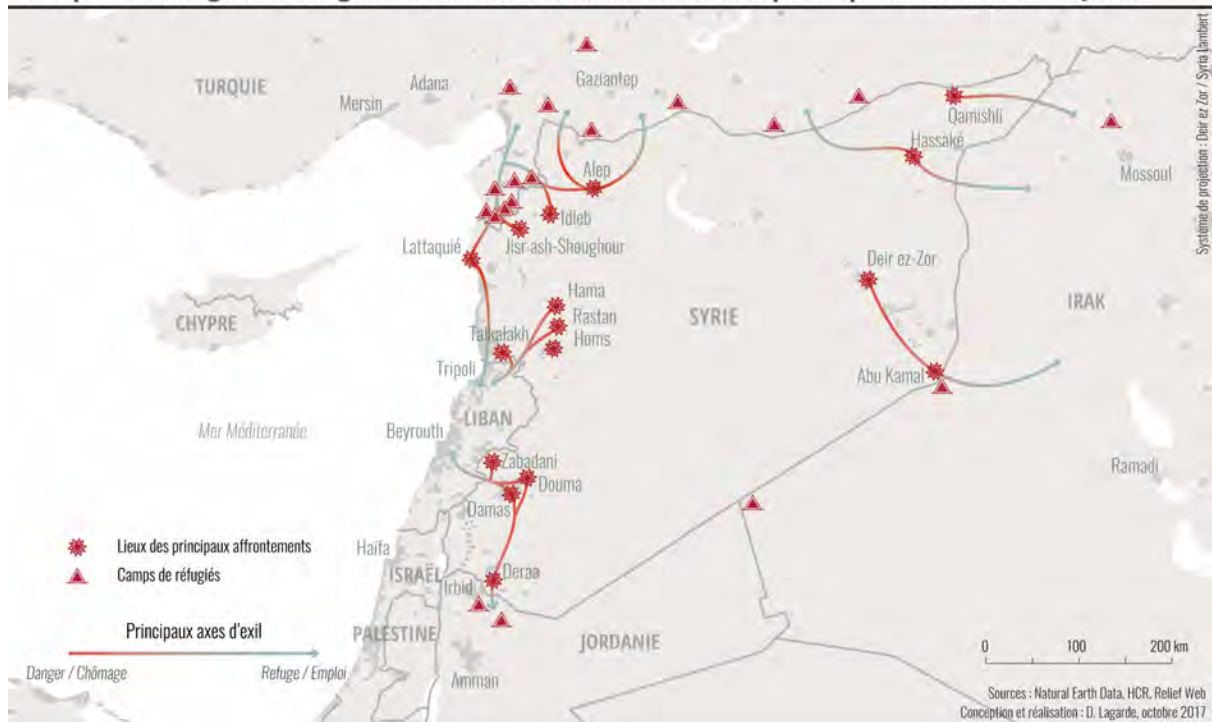 TURQUIE
Adana
Mersin
Gaziantep
Qamishli
Hassaké
Mossoul
Alep
Idleb
Jisr ash-Shoughour
Lattaquié
Deir ez-Zor
Hama
Rastan
Homs
SYRIE
IRAK
CHYPRE
Talkalakh
Tripoli
Abu Kamal
LIBAN
Mer Méditerranée
Beyrouth
Zabadani
Douma
Damas
Ramadi
Lieux des principaux affrontements
Camps de réfugiés
Haïfa
ISRAËL
Irbid
Deraa
Principaux axes d'exil
PALESTINE
JORDANIE
Danger / Chômage
Refuge / Emploi
Amman
0 100 200 km
Sources : Natural Earth Data, HCR, Relief Web
Conception et réalisation : D. Lagarde, octobre 2017
Système de projection : Deir ez Zor / Syria Lambert